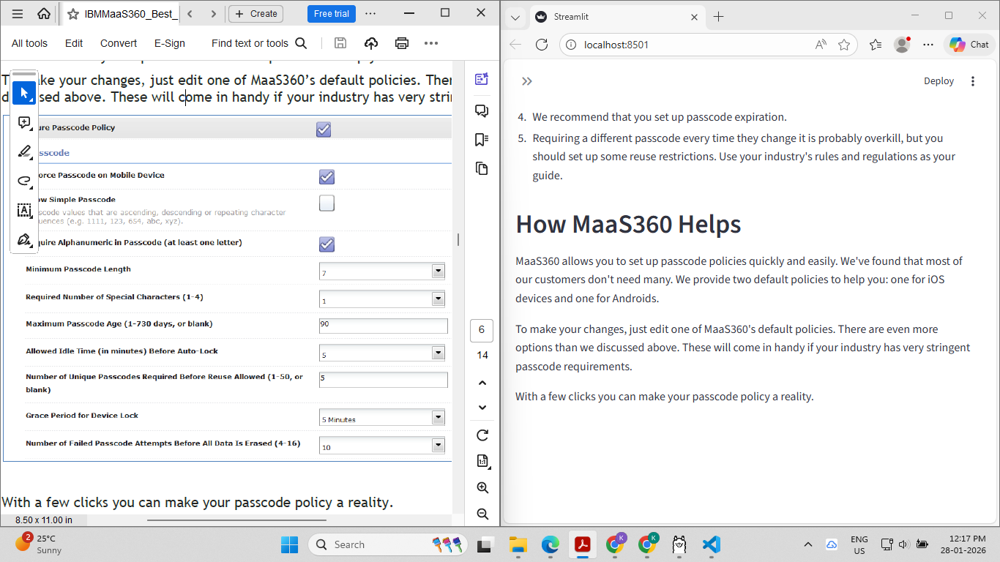 IBMMaaS360_Best_
Create
Free trial
All tools
Edit
Convert
E-Sign
Find text or tools
ke your changes, just edit one of MaaS360's default policies. Ther
sed above. These will come in handy if your industry has very strin
ure Passcode Policy
sscode
orce Passcode on Mobile Device
ow Simple Passcode
scode values that are ascending, descending or repeating character
uences (e.g. 1111, 123, 654, abc, xyz).
quire Alphanumeric in Passcode (at least one letter)
Minimum Passcode Length
7
Required Number of Special Characters (1-4)
1
Maximum Passcode Age (1-730 days, or blank)
90
Allowed Idle Time (in minutes) Before Auto-Lock
5
Number of Unique Passcodes Required Before Reuse Allowed (1-50, or
blank)
5
Grace Period for Device Lock
5 Minutes
Number of Failed Passcode Attempts Before All Data Is Erased (4-16)
10
With a few clicks you can make your passcode policy a reality.
8.50 x 11.00 in
6
14
1:1
Streamlit
localhost:8501
Chat
Deploy
4. We recommend that you set up passcode expiration.
5. Requiring a different passcode every time they change it is probably overkill, but you
should set up some reuse restrictions. Use your industry's rules and regulations as your
guide.
How MaaS360 Helps
MaaS360 allows you to set up passcode policies quickly and easily. We've found that most of
our customers don't need many. We provide two default policies to help you: one for iOS
devices and one for Androids.
To make your changes, just edit one of MaaS360's default policies. There are even more
options than we discussed above. These will come in handy if your industry has very stringent
passcode requirements.
With a few clicks you can make your passcode policy a reality.
2
25°C
Sunny
Search
K
K
ENG
US
12:17 PM
28-01-2026